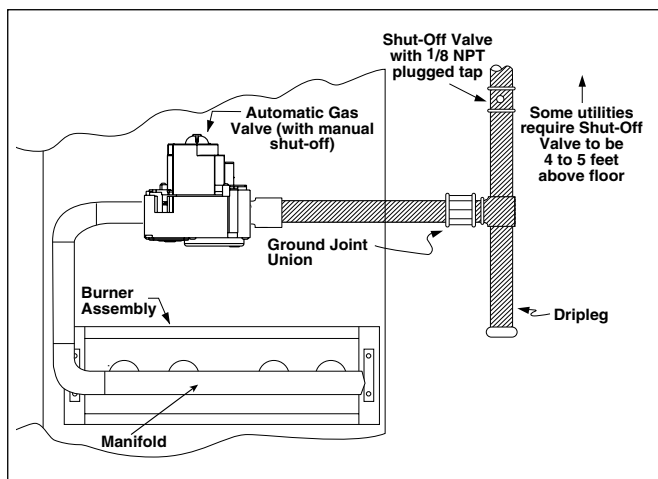 Shut-Off Valve
with 1/8 NPT
plugged tap
Automatic Gas
Valve (with manual
shut-off)
Some utilities
require Shut-Off
Valve to be
4 to 5 feet
above floor
Ground Joint
Union
Burner
Assembly
Dripleg
Manifold